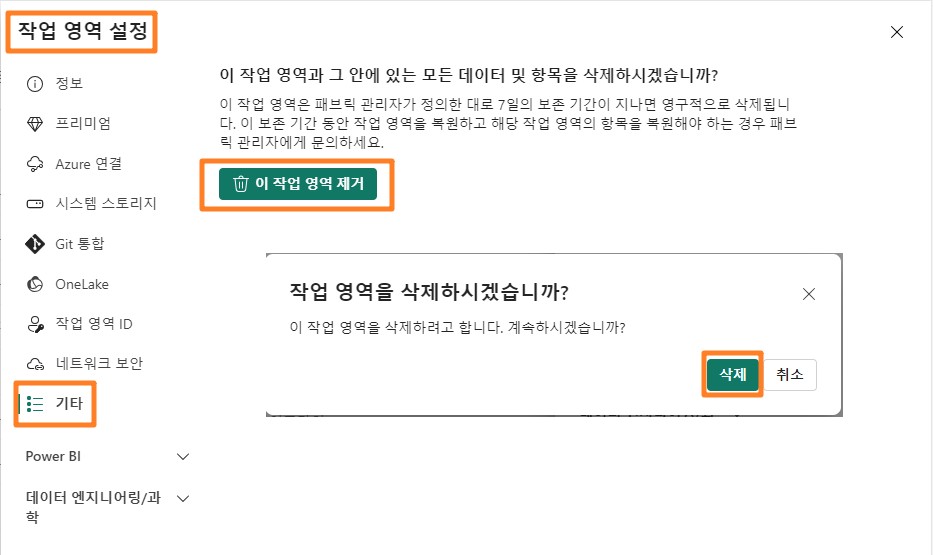 작업 영역 설정
정보
프리미엄
Azure 연결
시스템 스토리지
Git 통합
OneLake
작업 영역 ID
네트워크 보안
기타
Power BI
데이터 엔지니어링/과
학
이 작업 영역과 그 안에 있는 모든 데이터 및 항목을 삭제하시겠습니까?
이 작업 영역은 패브릭 관리자가 정의한 대로 7일의 보존 기간이 지나면 영구적으로 삭제됩니
다. 이 보존 기간 동안 작업 영역을 복원하고 해당 작업 영역의 항목을 복원해야 하는 경우 패브
릭 관리자에게 문의하세요.
이 작업 영역 제거
작업 영역을 삭제하시겠습니까?
이 작업 영역을 삭제하려고 합니다. 계속하시겠습니까?
삭제
취소